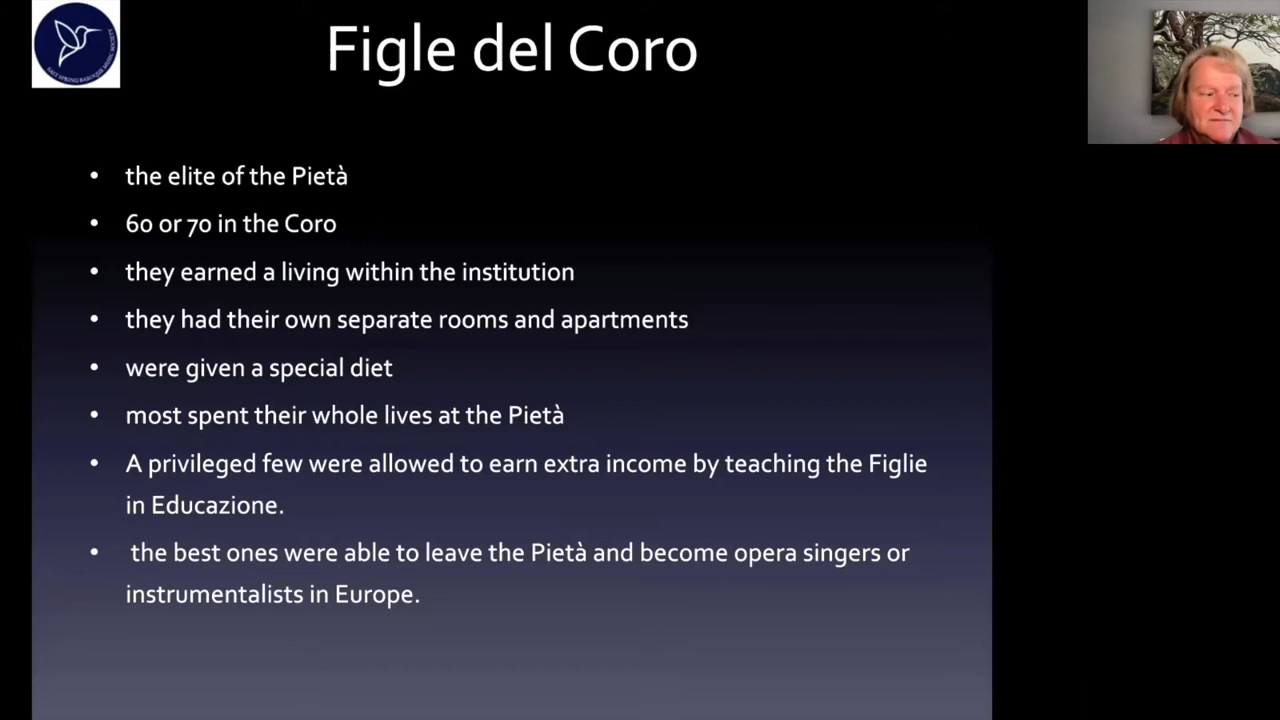 Figle del Coro
• the elite of the Pietà
• 60 or 70 in the Coro
• they earned a living within the institution
• they had their own separate rooms and apartments
• were given a special diet
• most spent their whole lives at the Pietà
• A privileged few were allowed to earn extra income by teaching the Figlie
in Educazione.
• the best ones were able to leave the Pietà and become opera singers or
instrumentalists in Europe.